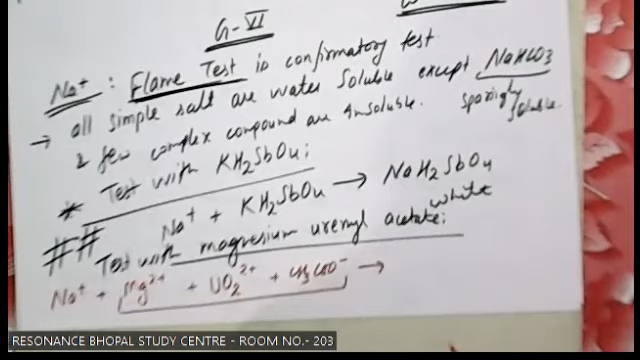 G-VI
Na⁺ : Flame Test is confirmatory test
→ all simple salt are water soluble except NaHCO3
sparingly soluble.
& few complex compound are insoluble.
* Test with KH₂SbO₄:
Na⁺ + KH₂SbO₄ → NaH₂SbO₄
white
## Test with magnesium urenyl acetate:
Na⁺ + Mg²⁺ + UO₂²⁺ + CH₃COO⁻ →
RESONANCE BHOPAL STUDY CENTRE - ROOM NO.- 203